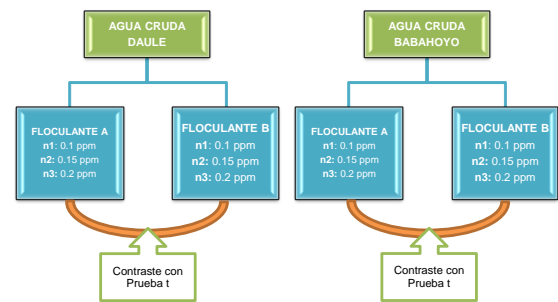 AGUA CRUDA
DAULE
FLOCULANTE A
n1: 0.1 ppm
n2: 0.15 ppm
n3: 0.2 ppm
FLOCULANTE B
n1: 0.1 ppm
n2: 0.15 ppm
n3: 0.2 ppm
Contraste con
Prueba t
AGUA CRUDA
BABAHOYO
FLOCULANTE A
n1: 0.1 ppm
n2: 0.15 ppm
n3: 0.2 ppm
FLOCULANTE B
n1: 0.1 ppm
n2: 0.15 ppm
n3: 0.2 ppm
Contraste con
Prueba t